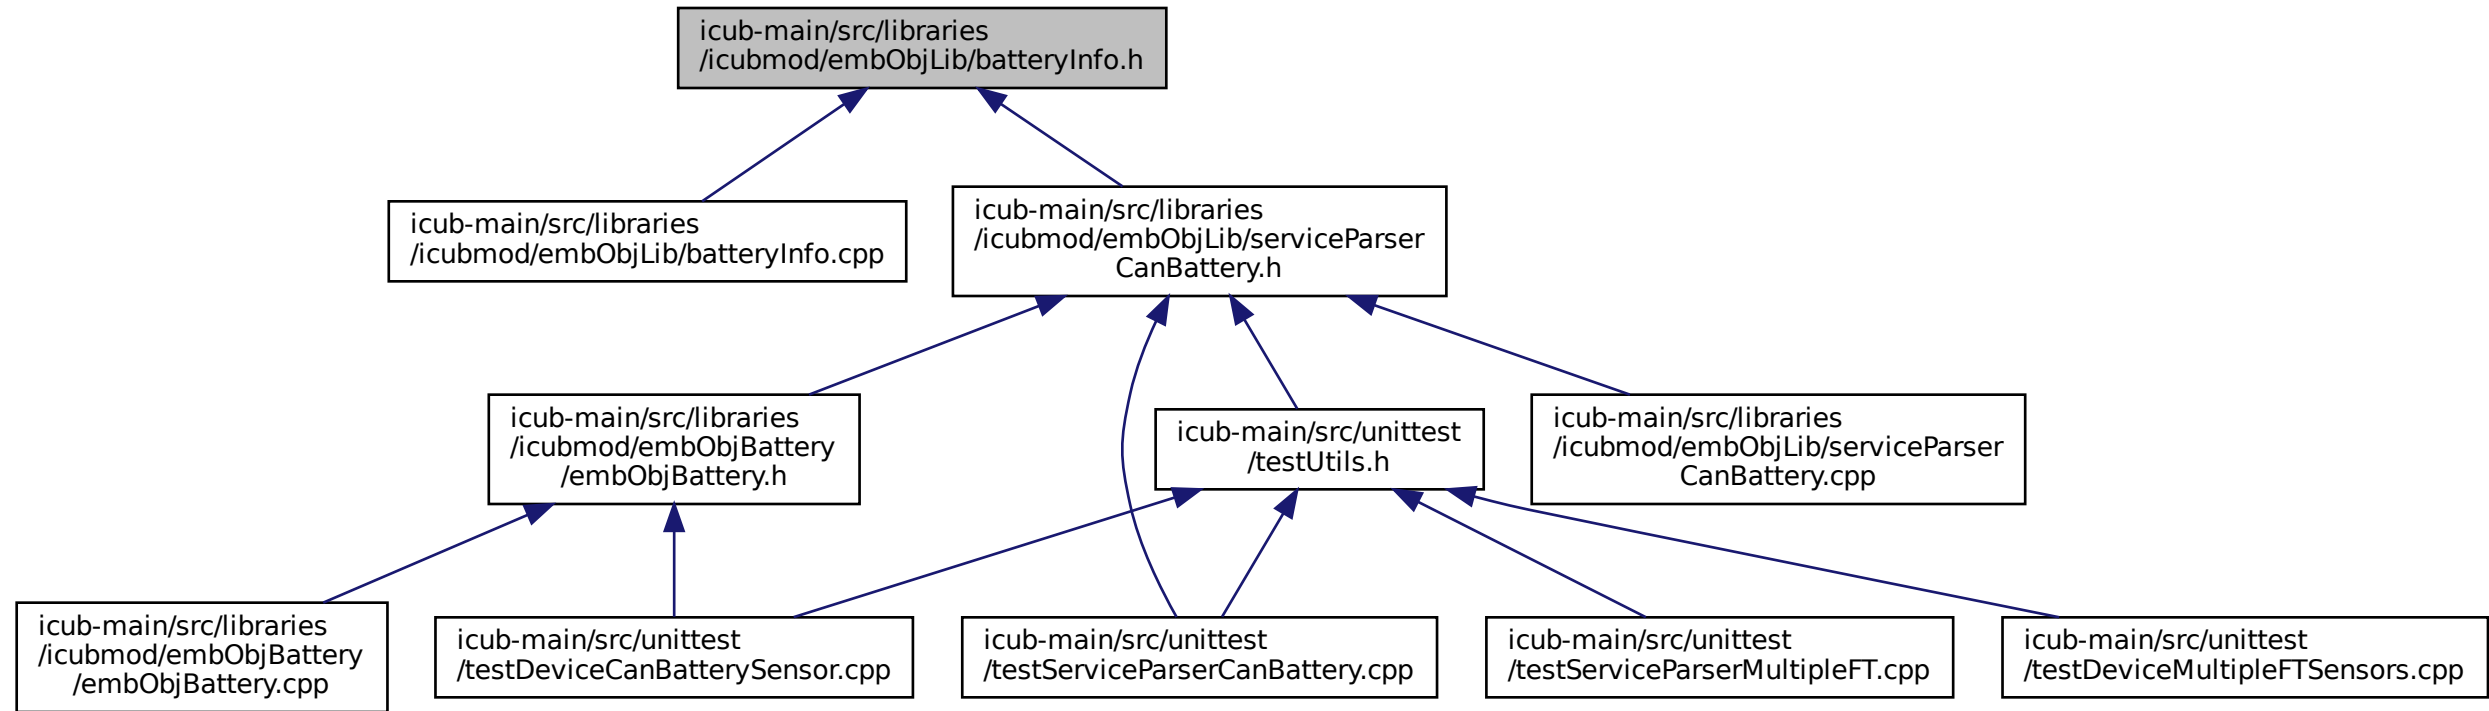 icub-main/src/libraries
/icubmod/embObjLib/batteryInfo.h
icub-main/src/libraries
/icubmod/embObjLib/batteryInfo.cpp
icub-main/src/libraries
/icubmod/embObjLib/serviceParser
CanBattery.h
icub-main/src/libraries
/icubmod/embObjBattery
/embObjBattery.h
icub-main/src/unittest
/testUtils.h
icub-main/src/libraries
/icubmod/embObjLib/serviceParser
CanBattery.cpp
icub-main/src/libraries
/icubmod/embObjBattery
/embObjBattery.cpp
icub-main/src/unittest
/testDeviceCanBatterySensor.cpp
icub-main/src/unittest
/testServiceParserCanBattery.cpp
icub-main/src/unittest
/testServiceParserMultipleFT.cpp
icub-main/src/unittest
/testDeviceMultipleFTSensors.cpp